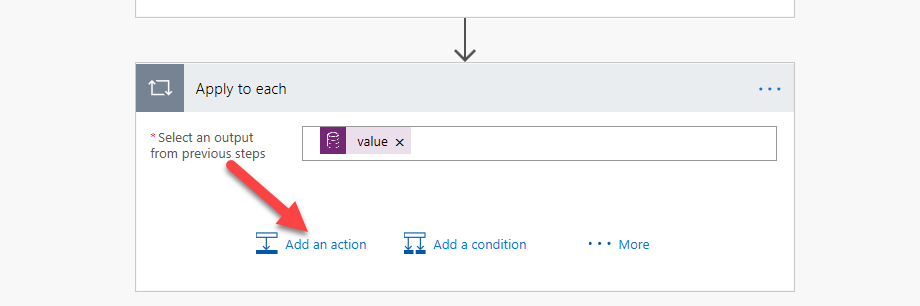 Apply to each
* Select an output
from previous steps
value ×
Add an action Add a condition ··· More